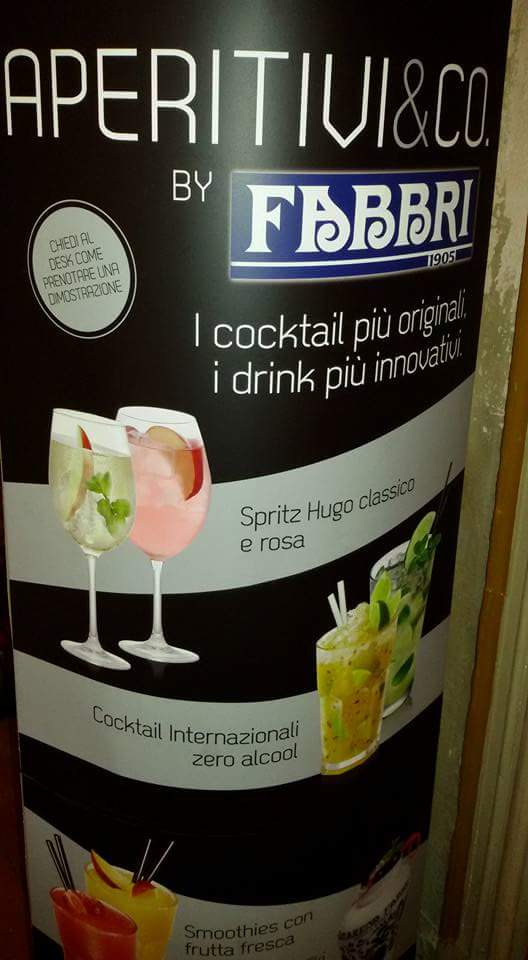 APERITIVI&CO.
BY FABBRI
1905
CHIEDI AL
DESK COME
PRENOTARE UNA
DIMOSTRAZIONE
I cocktail più originali,
i drink più innovativi.
Spritz Hugo classico
e rosa
Cocktail Internazionali
zero alcool
Smoothies con
frutta fresca